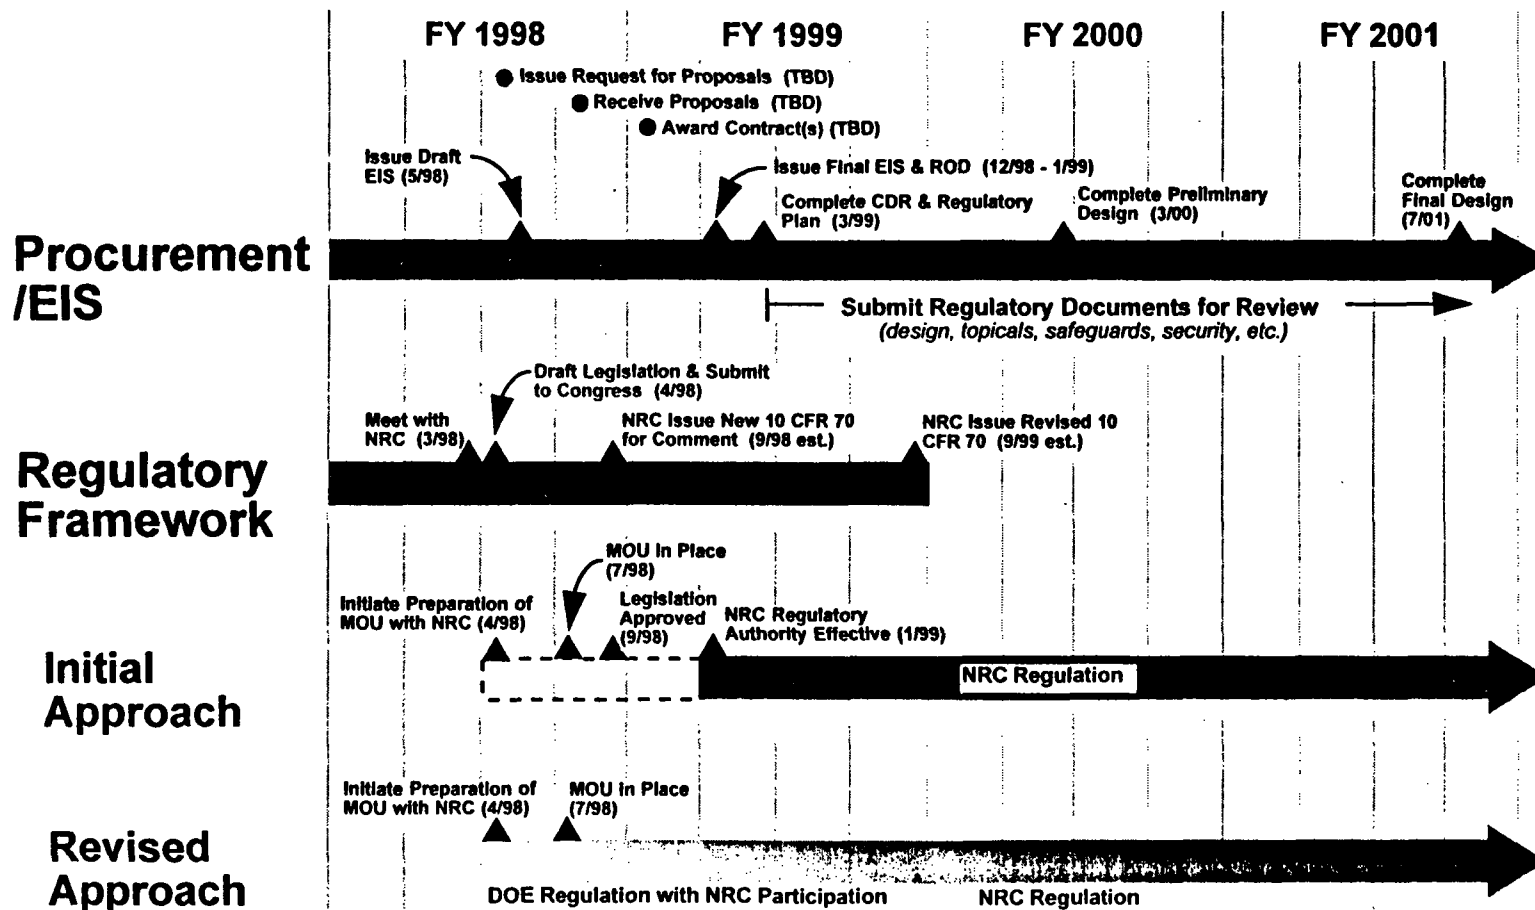 FY 1998
FY 1999
FY 2000
FY 2001
Issue Request for Proposals (TBD)
Receive Proposals (TBD)
Award Contract(s) (TBD)
Issue Draft
EIS (5/98)
Issue Final EIS & ROD (12/98 - 1/99)
Complete CDR & Regulatory
Plan (3/99)
Complete Preliminary
Design (3/00)
Complete
Final Design
(7/01)
Procurement
/EIS
Submit Regulatory Documents for Review
(design, topicals, safeguards, security, etc.)
Draft Legislation & Submit
to Congress (4/98)
Meet with
NRC (3/98)
NRC Issue New 10 CFR 70
for Comment (9/98 est.)
NRC Issue Revised 10
CFR 70 (9/99 est.)
Regulatory
Framework
MOU In Place
(7/98)
Initiate Preparation of
MOU with NRC (4/98)
Legislation
Approved
(9/98)
NRC Regulatory
Authority Effective (1/99)
Initial
Approach
NRC Regulation
Initiate Preparation of
MOU with NRC (4/98)
MOU In Place
(7/98)
Revised
Approach
DOE Regulation with NRC Participation
NRC Regulation